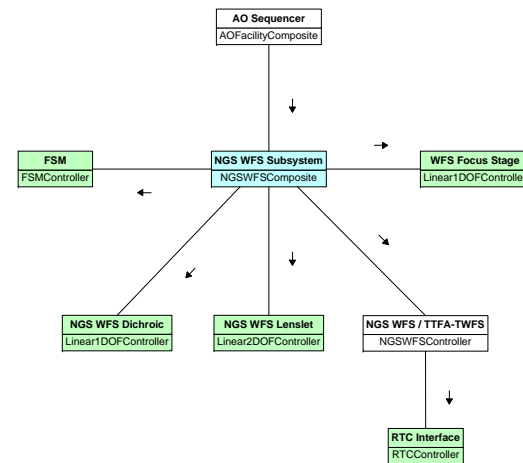 AO Sequencer
AOFacilityComposite
FSM
FSMController
NGS WFS Subsystem
NGSWFSComposite
WFS Focus Stage
Linear1DOFController
NGS WFS Dichroic
Linear1DOFController
NGS WFS Lenslet
Linear2DOFController
NGS WFS / TTFA-TWFS
NGSWFSController
RTC Interface
RTCController